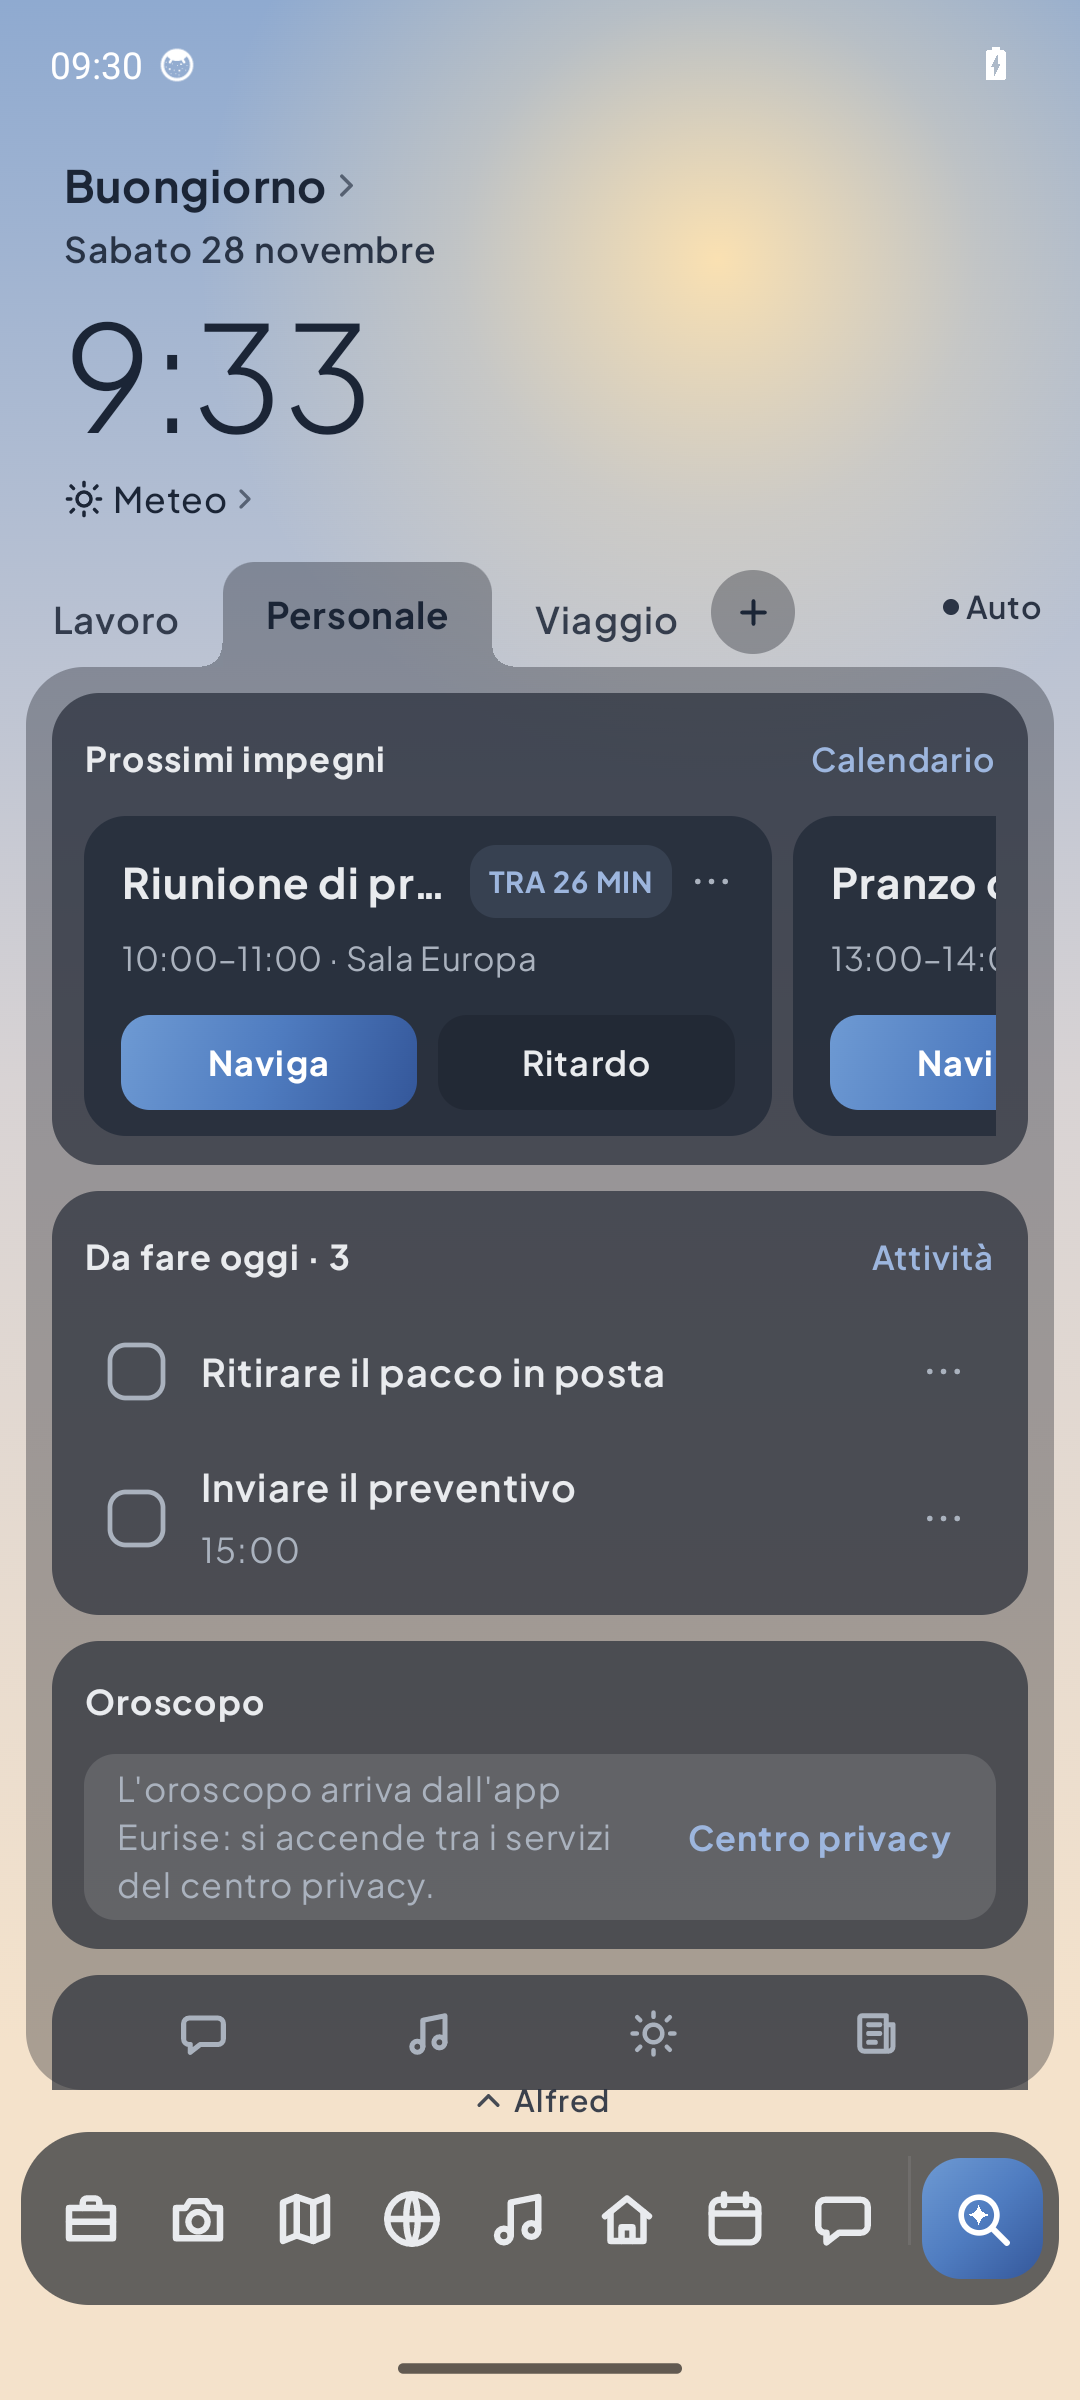 09:30
Buongiorno
Sabato 28 novembre
9:33
Meteo
Lavoro
Personale
Viaggio
+
Auto
Prossimi impegni
Calendario
Riunione di pr...
TRA 26 MIN
Pranzo
10:00–11:00 · Sala Europa
13:00–14:0
Naviga
Ritardo
Navi
Da fare oggi · 3
Attività
Ritirare il pacco in posta
Inviare il preventivo
15:00
Oroscopo
L'oroscopo arriva dall'app
Eurise: si accende tra i servizi
del centro privacy.
Centro privacy
Alfred